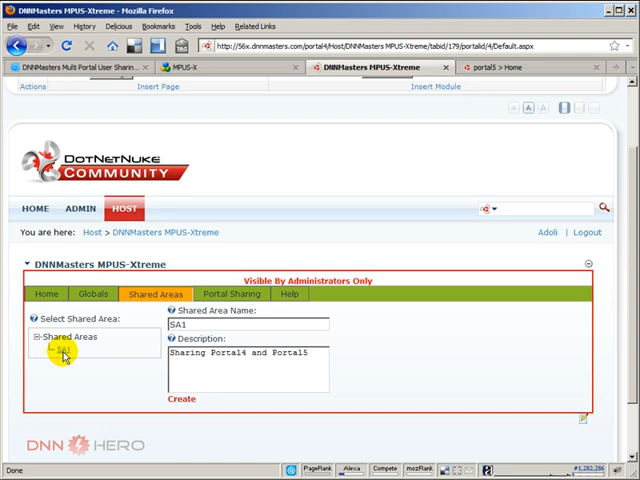 DNNMasters MPUS-Xtreme - Mozilla Firefox
File Edit View History Delicious Bookmarks Tools Help Related Links
http://56x.dnnmasters.com/portal4/Host/DNNMasters MPUS-Xtreme/tabid/179/portalid/4/Default.aspx
TAG
DNNMasters Multi Portal User Sharin... MPUS-X DNNMasters MPUS-Xtreme portal5 > Home
Actions Insert Page Insert Module
A A A
DOTNETNUKE
COMMUNITY
HOME ADMIN HOST
You are here: Host > DNNMasters MPUS-Xtreme Adoli | Logout
DNNMasters MPUS-Xtreme
Visible By Administrators Only
Home Globals Shared Areas Portal Sharing Help
Select Shared Area: Shared Area Name:
SA1
Shared Areas Description:
SA1 Sharing Portal4 and Portal5
Create
DNN HERO
Done PageRank Alexa Compete mozRank #1,282,286